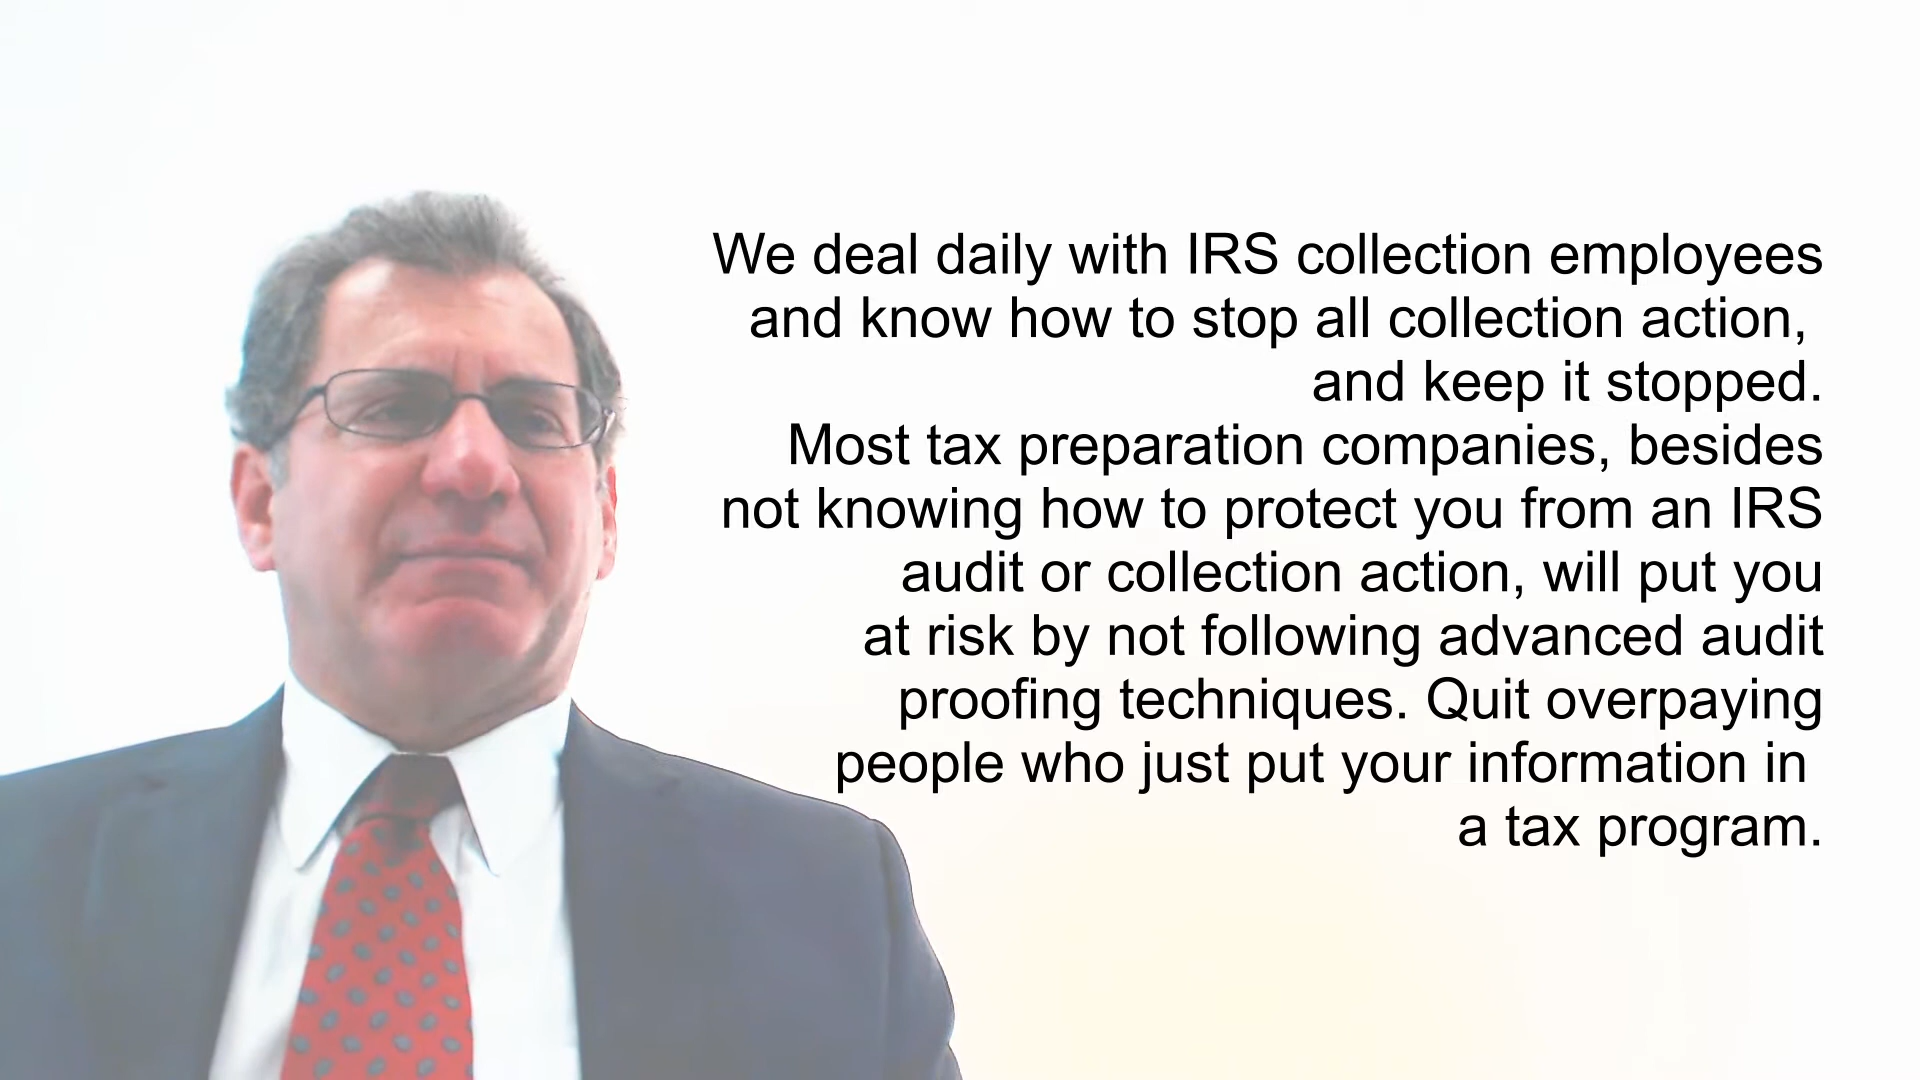 We deal daily with IRS collection employees
and know how to stop all collection action,
and keep it stopped.
Most tax preparation companies, besides
not knowing how to protect you from an IRS
audit or collection action, will put you
at risk by not following advanced audit
proofing techniques. Quit overpaying
people who just put your information in
a tax program.